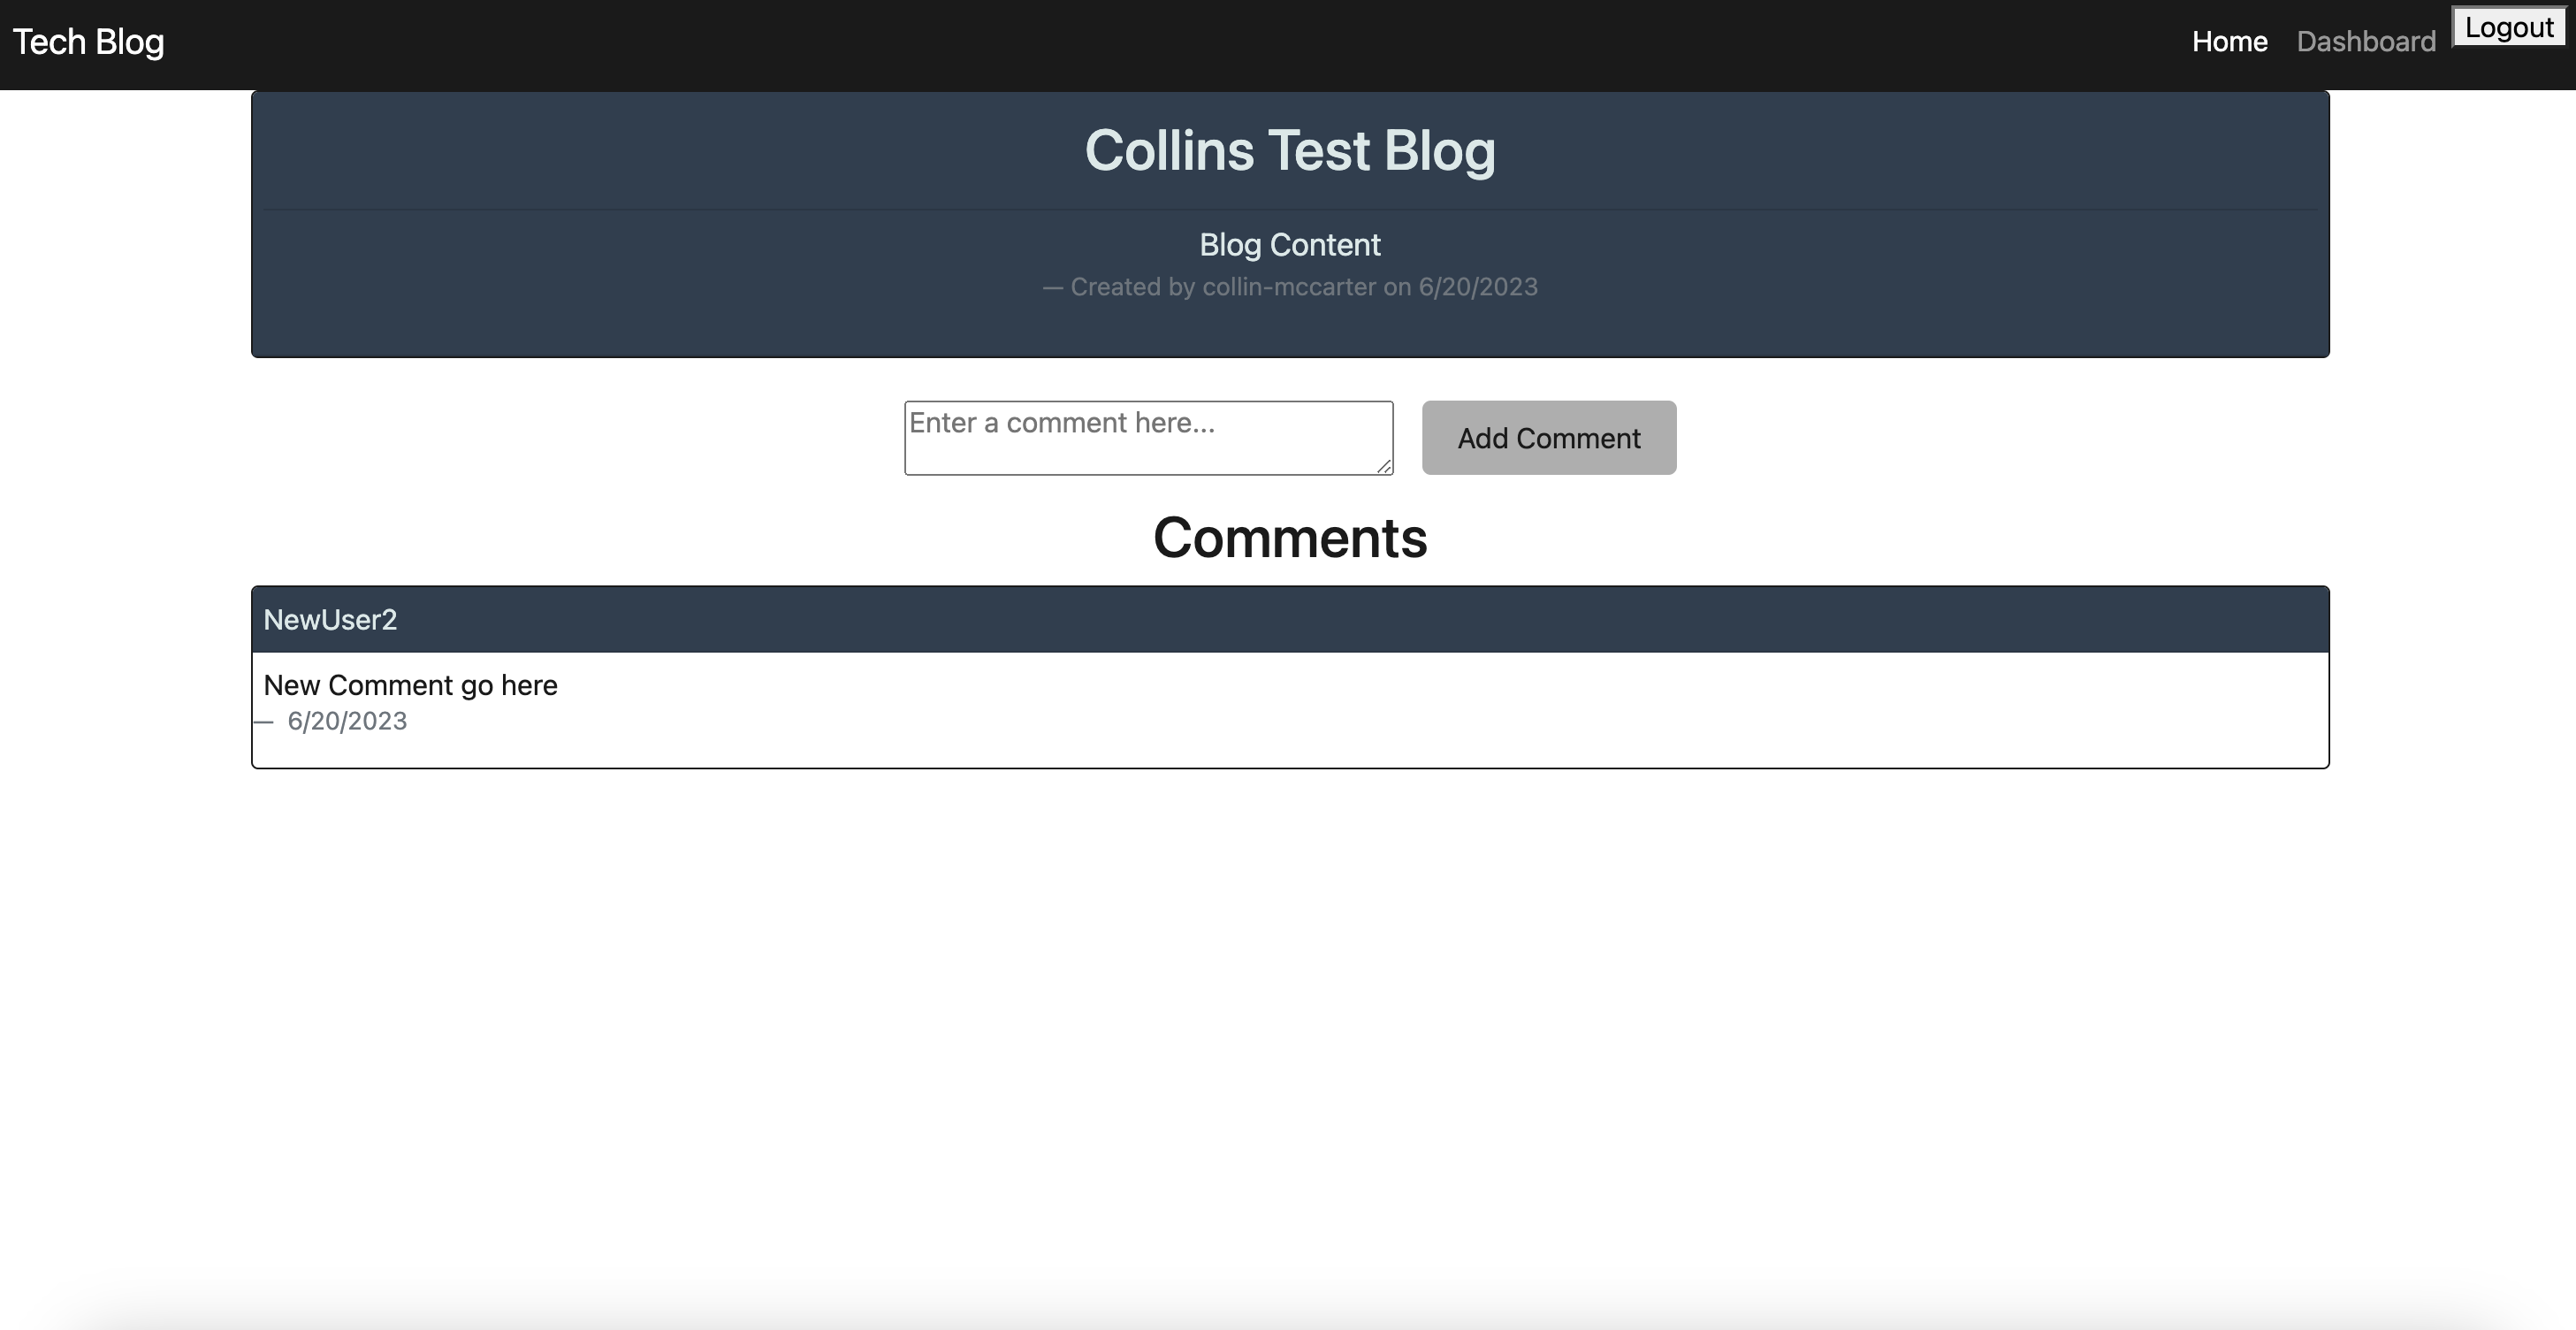 Tech Blog
Home Dashboard Logout
Collins Test Blog
Blog Content
— Created by collin-mccarter on 6/20/2023
Enter a comment here...
Add Comment
Comments
NewUser2
New Comment go here
— 6/20/2023